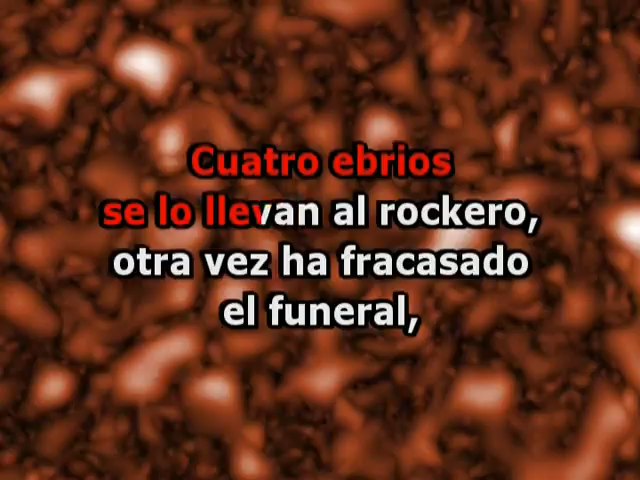 Cuatro ebrios
se lo llevan al rockero,
otra vez ha fracasado
el funeral,